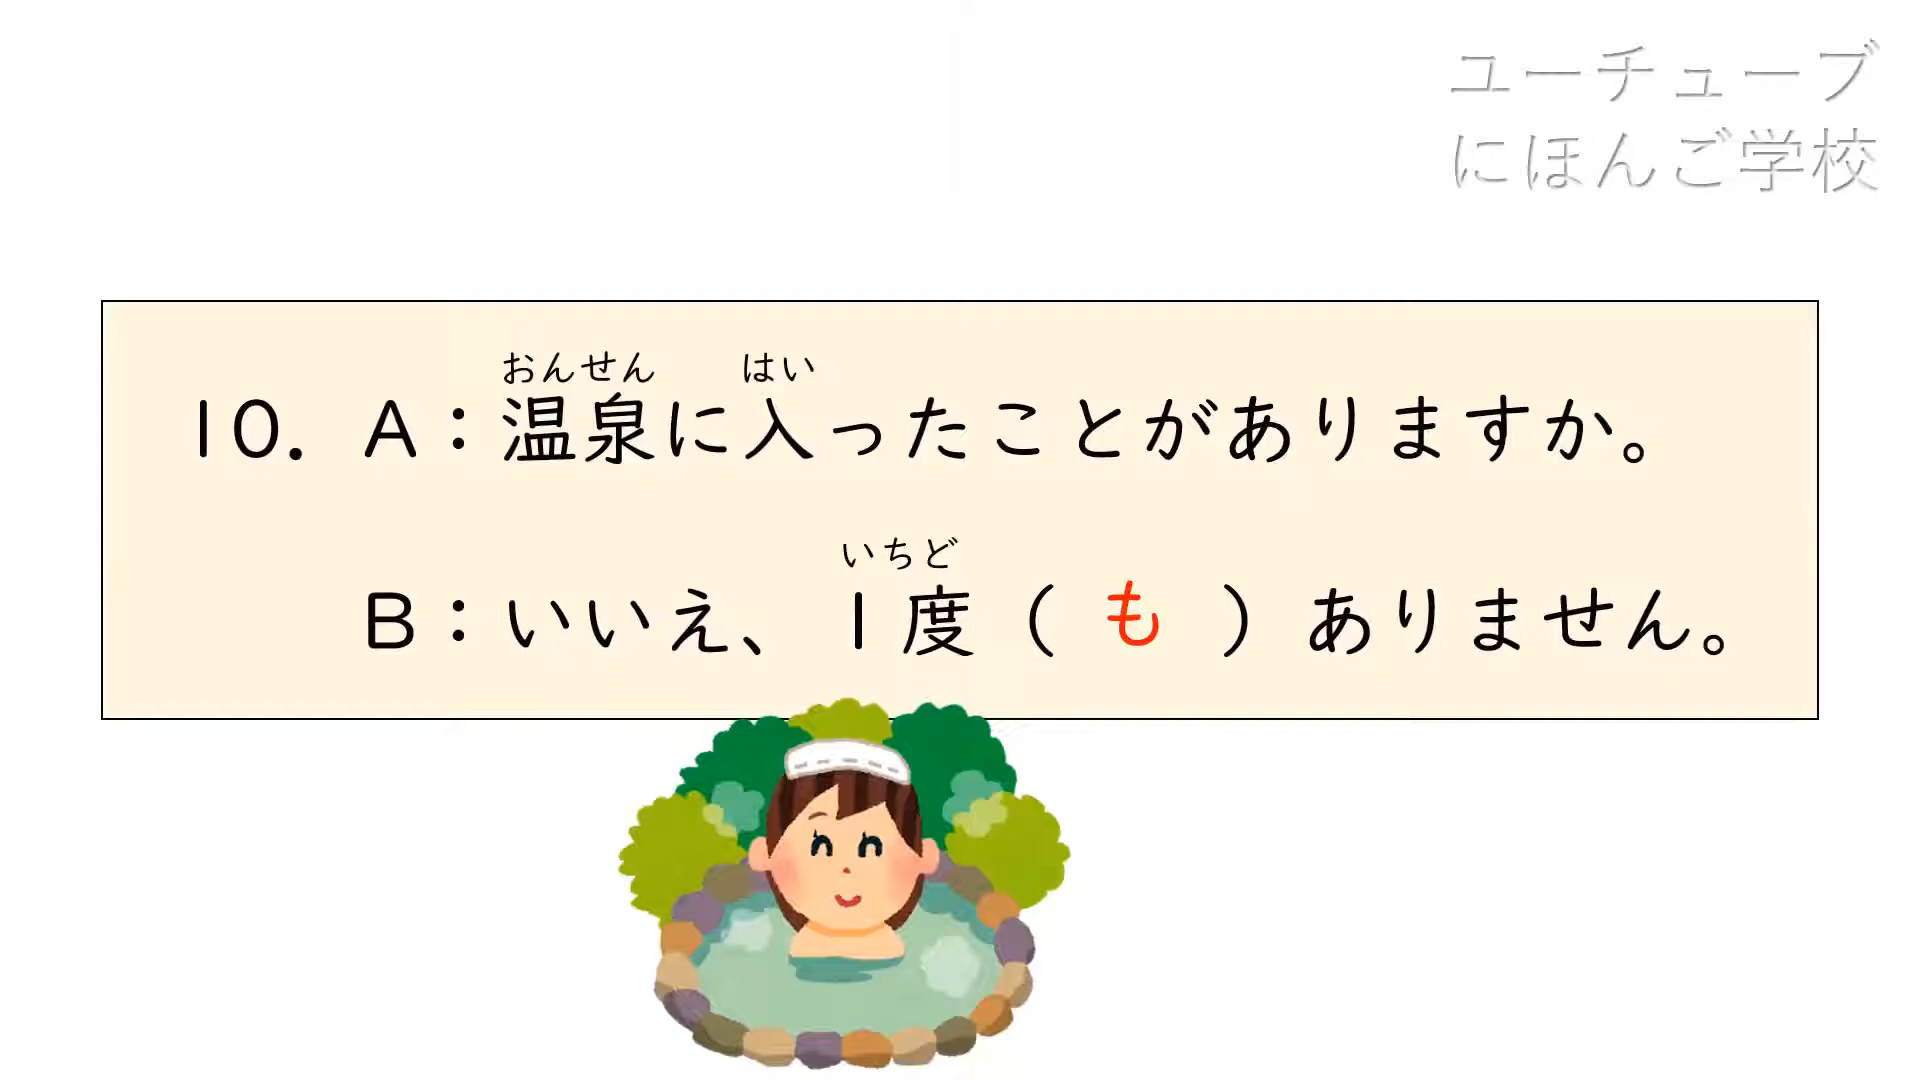 ユーチューブ
にほんご学校
おんせん はい
10. A:温泉に入ったことがありますか。
いちど
B:いいえ、1度( も )ありません。